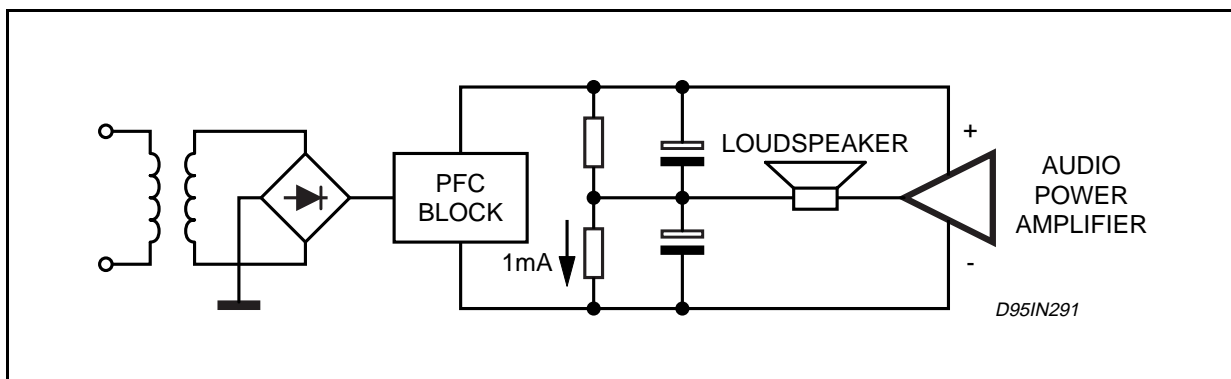 PFC
BLOCK
1mA
LOUDSPEAKER
+
-
AUDIO
POWER
AMPLIFIER
D95IN291